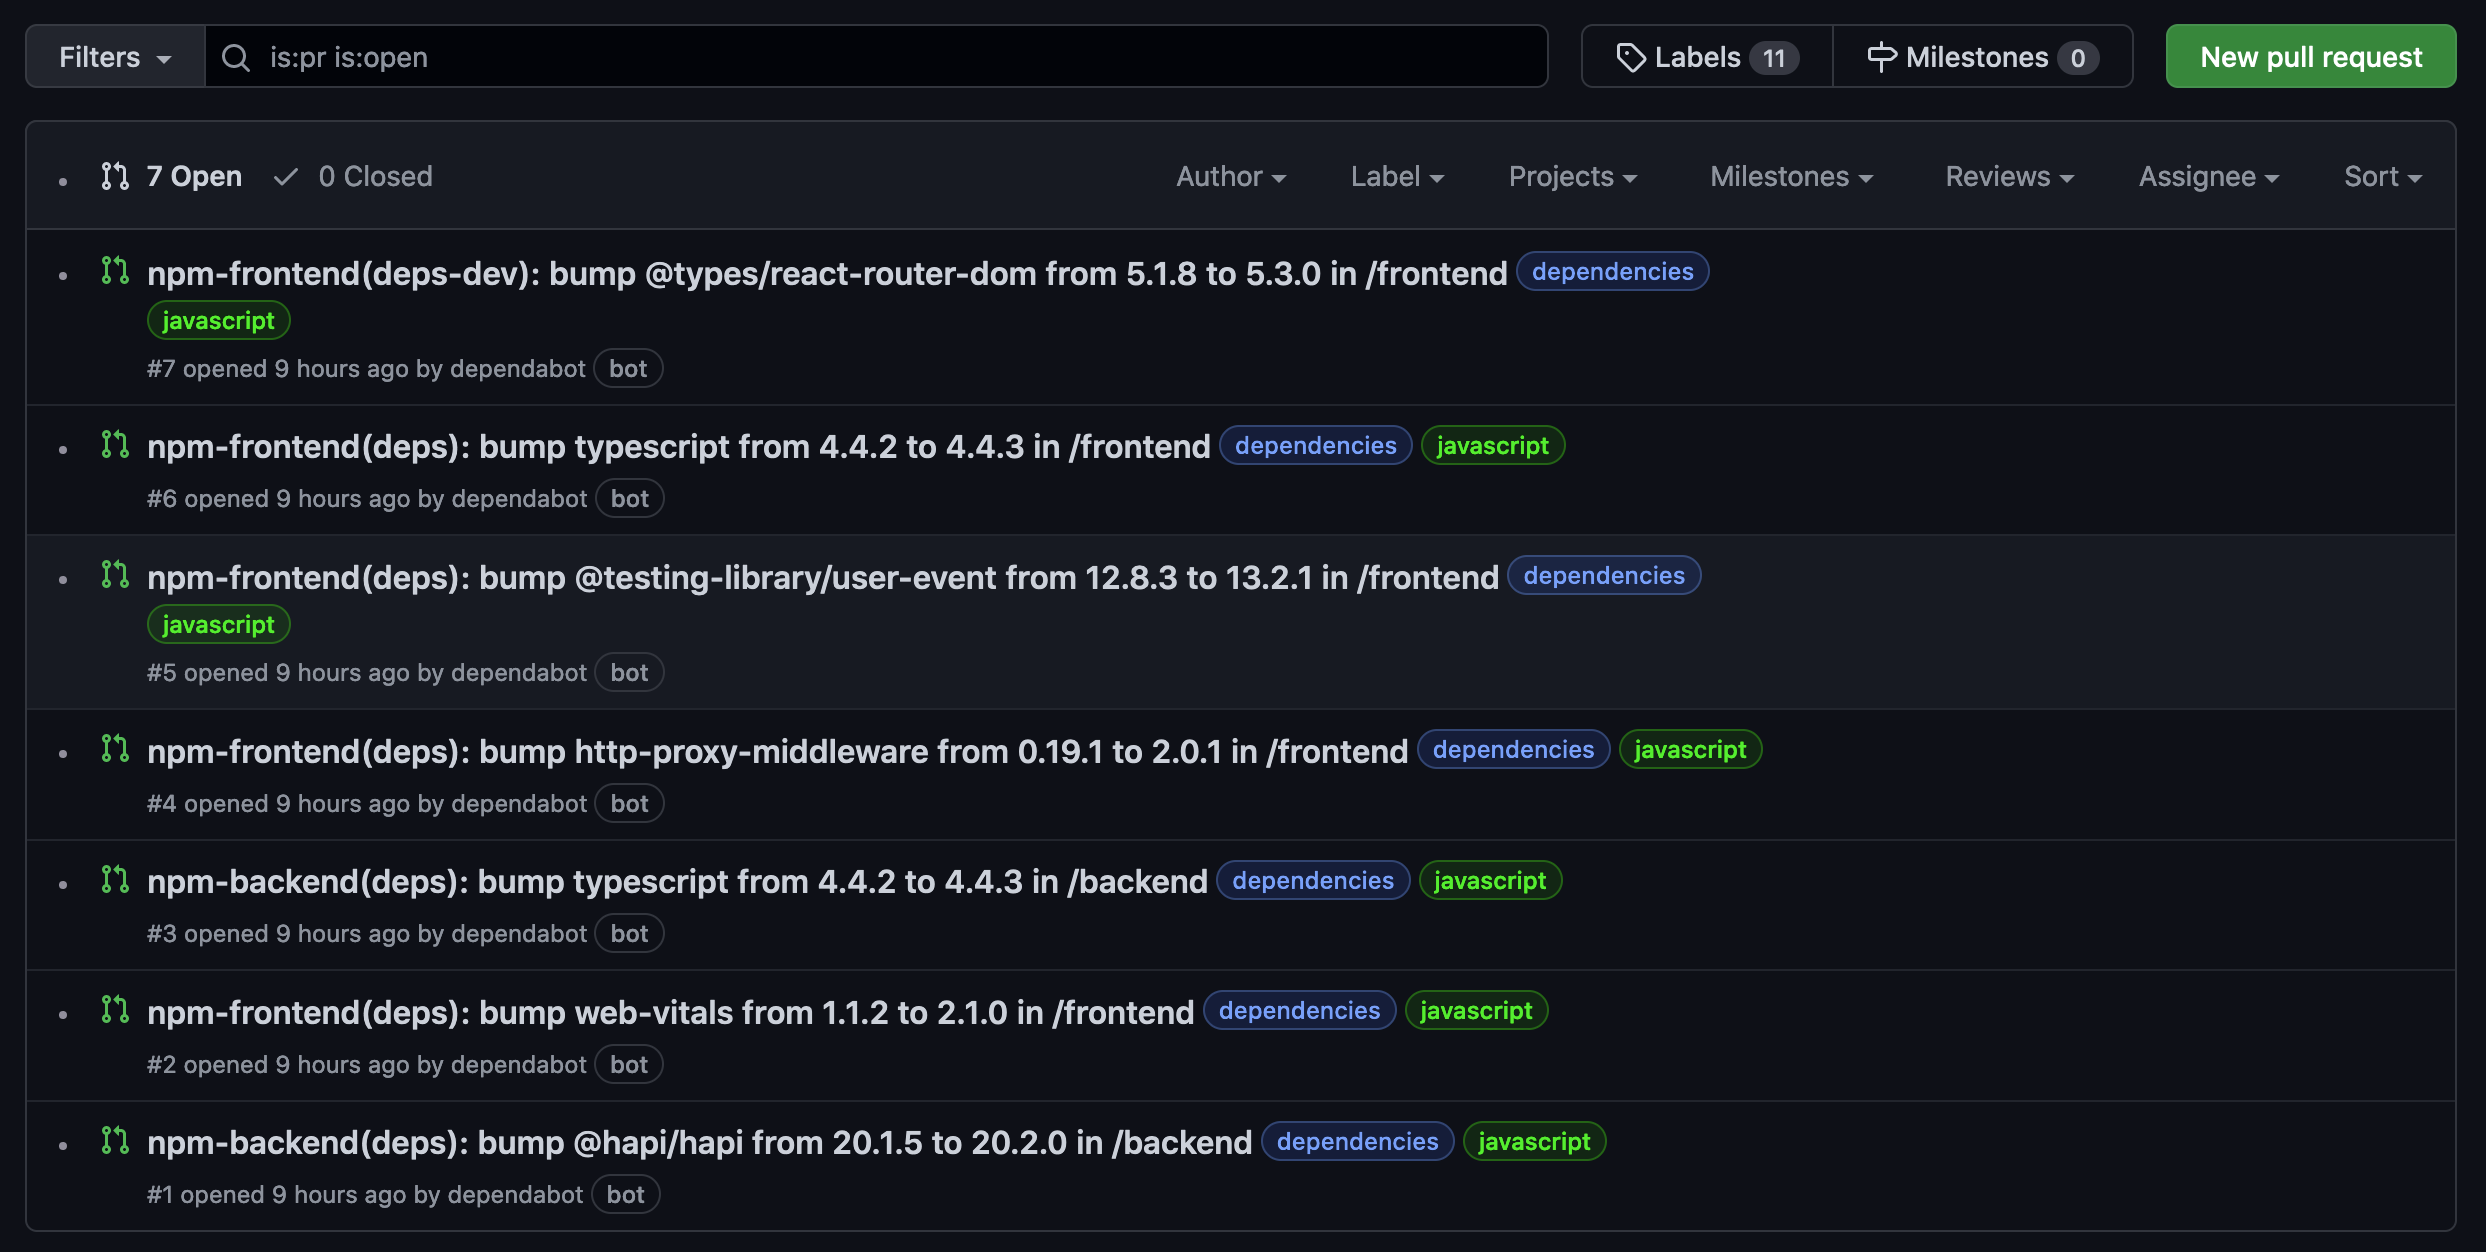 Filters is:pr is:open Labels 11 Milestones 0 New pull request
7 Open 0 Closed Author Label Projects Milestones Reviews Assignee Sort
npm-frontend(deps-dev): bump @types/react-router-dom from 5.1.8 to 5.3.0 in /frontend dependencies
javascript
#7 opened 9 hours ago by dependabot bot
npm-frontend(deps): bump typescript from 4.4.2 to 4.4.3 in /frontend dependencies javascript
#6 opened 9 hours ago by dependabot bot
npm-frontend(deps): bump @testing-library/user-event from 12.8.3 to 13.2.1 in /frontend dependencies
javascript
#5 opened 9 hours ago by dependabot bot
npm-frontend(deps): bump http-proxy-middleware from 0.19.1 to 2.0.1 in /frontend dependencies javascript
#4 opened 9 hours ago by dependabot bot
npm-backend(deps): bump typescript from 4.4.2 to 4.4.3 in /backend dependencies javascript
#3 opened 9 hours ago by dependabot bot
npm-frontend(deps): bump web-vitals from 1.1.2 to 2.1.0 in /frontend dependencies javascript
#2 opened 9 hours ago by dependabot bot
npm-backend(deps): bump @hapi/hapi from 20.1.5 to 20.2.0 in /backend dependencies javascript
#1 opened 9 hours ago by dependabot bot